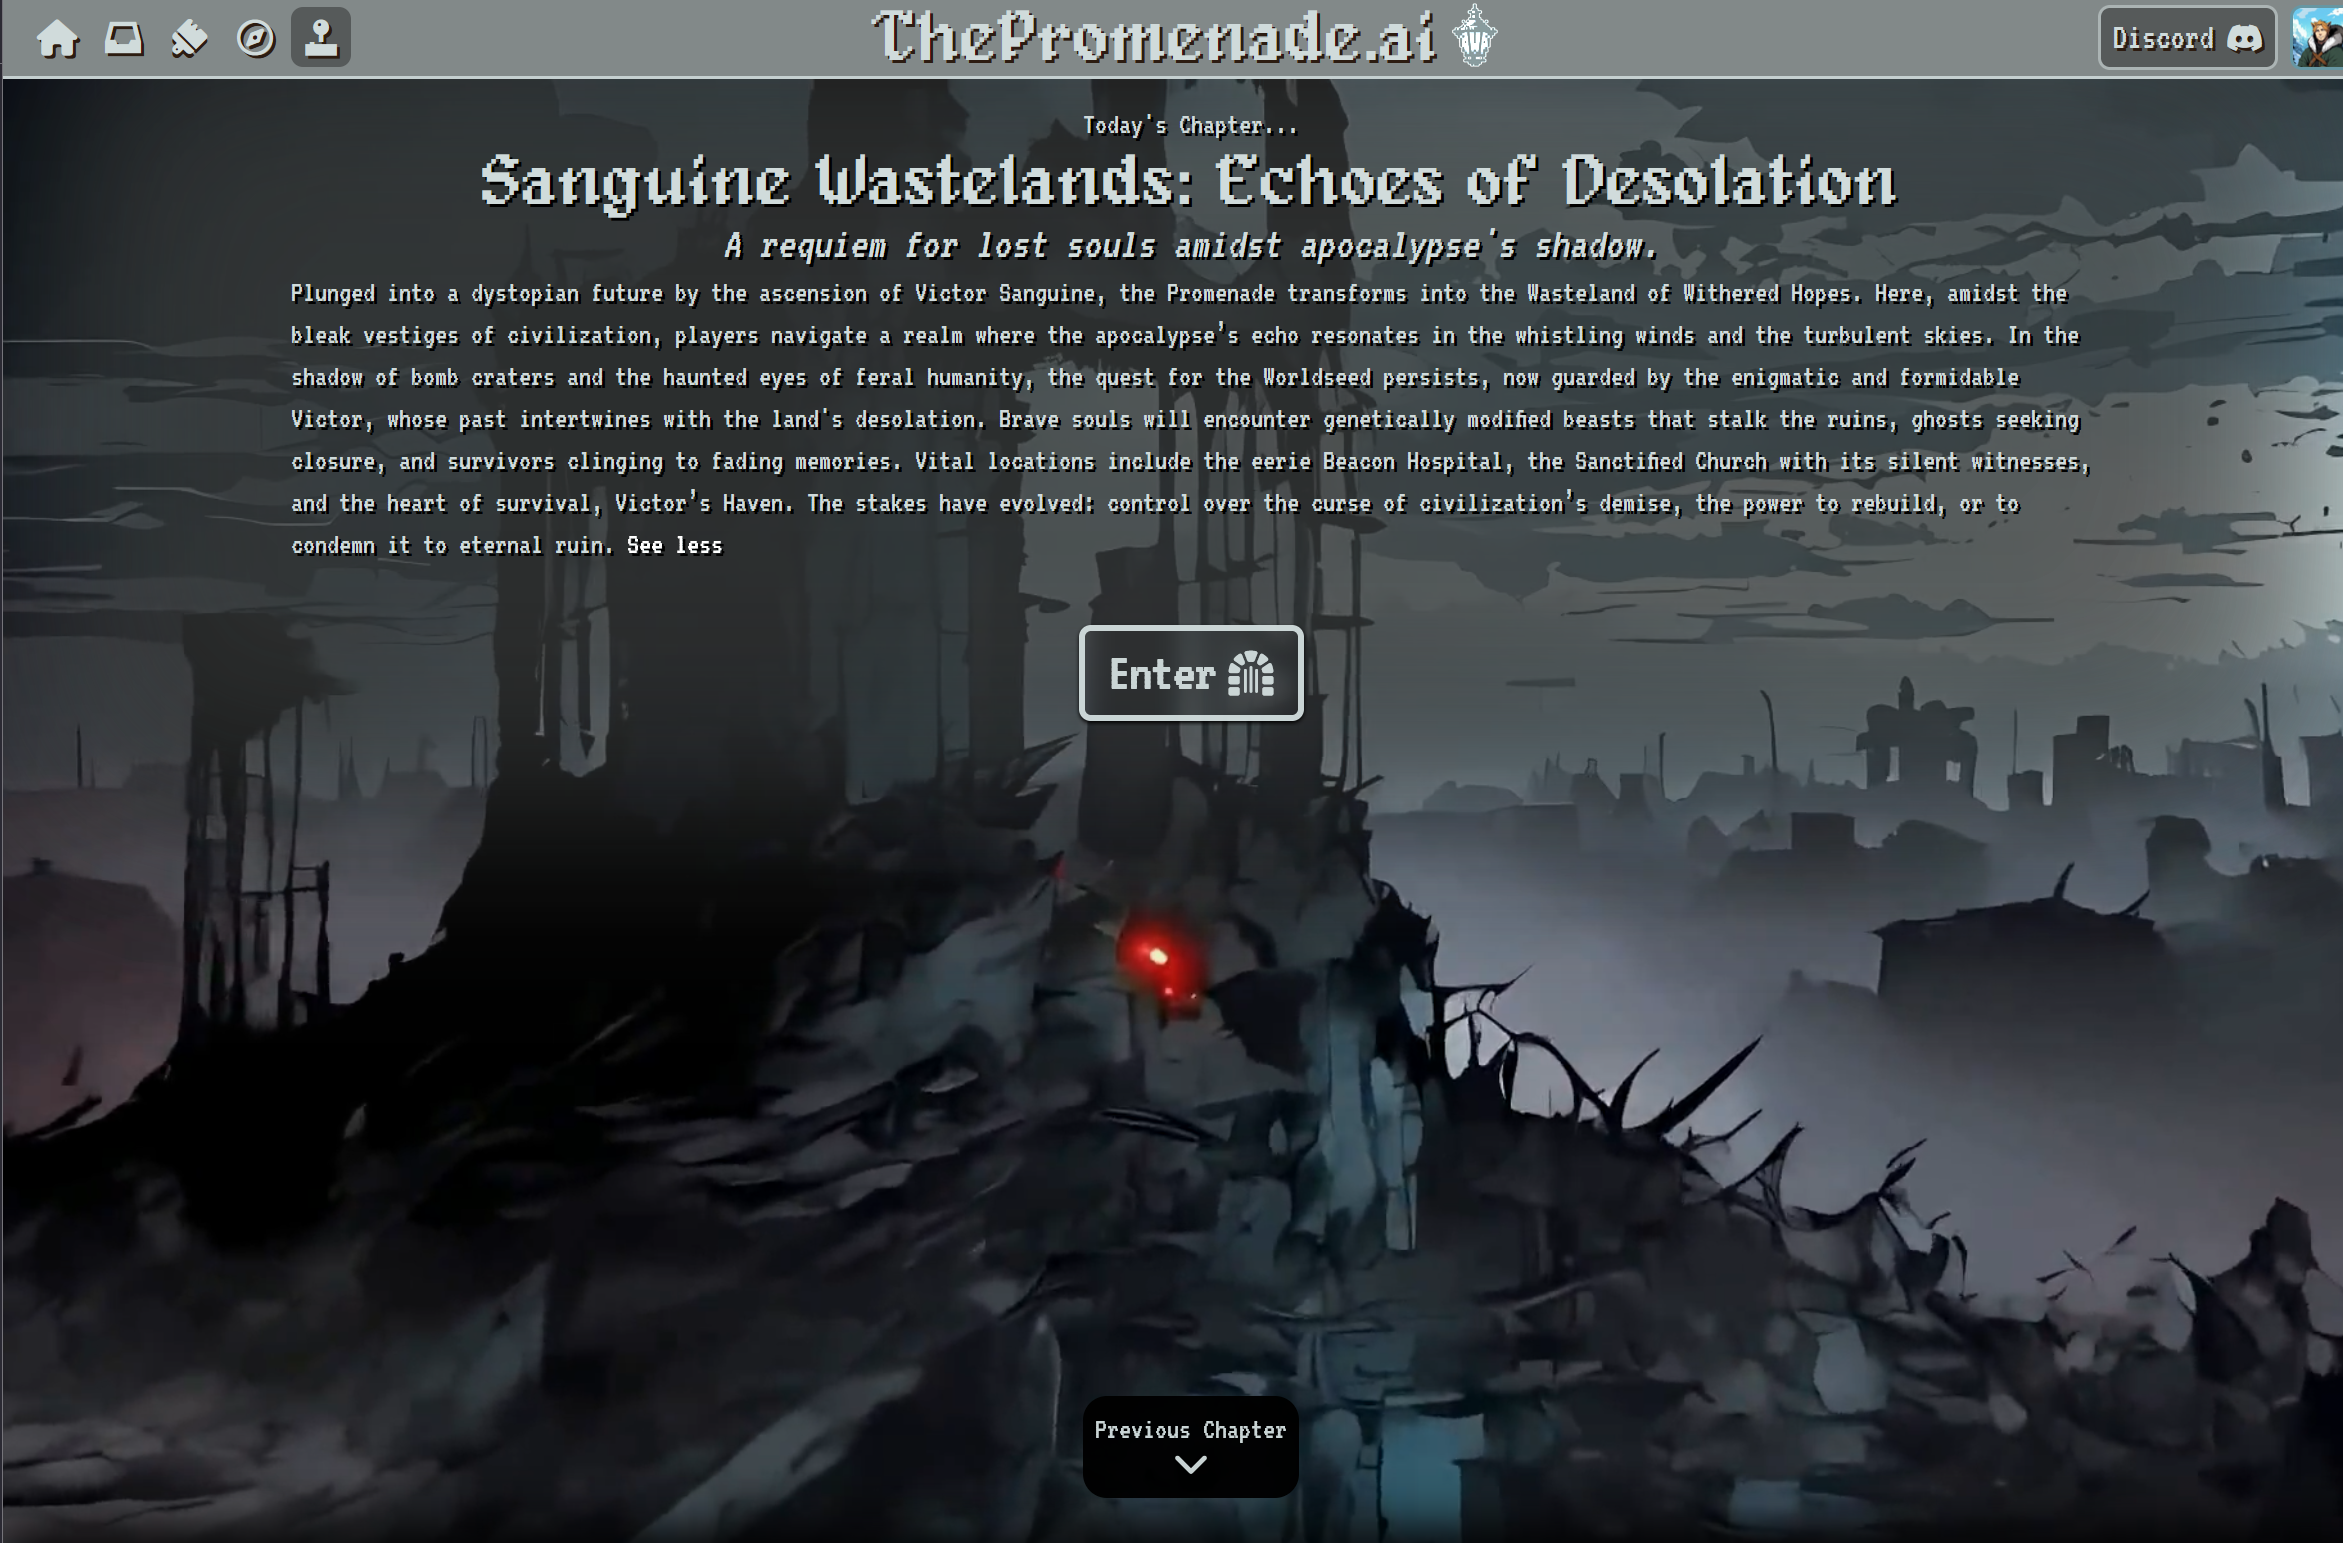 ThePromenade.ai
Discord
Today's Chapter...
Sanguine Wastelands: Echoes of Desolation
A requiem for lost souls amidst apocalypse's shadow.
Plunged into a dystopian future by the ascension of Victor Sanguine, the Promenade transforms into the Wasteland of Withered Hopes. Here, amidst the
bleak vestiges of civilization, players navigate a realm where the apocalypse's echo resonates in the whistling winds and the turbulent skies. In the
shadow of bomb craters and the haunted eyes of feral humanity, the quest for the Worldseed persists, now guarded by the enigmatic and formidable
Victor, whose past intertwines with the land's desolation. Brave souls will encounter genetically modified beasts that stalk the ruins, ghosts seeking
closure, and survivors clinging to fading memories. Vital locations include the eerie Beacon Hospital, the Sanctified Church with its silent witnesses,
and the heart of survival, Victor's Haven. The stakes have evolved: control over the curse of civilization's demise, the power to rebuild, or to
condemn it to eternal ruin. See less
Enter
Previous Chapter